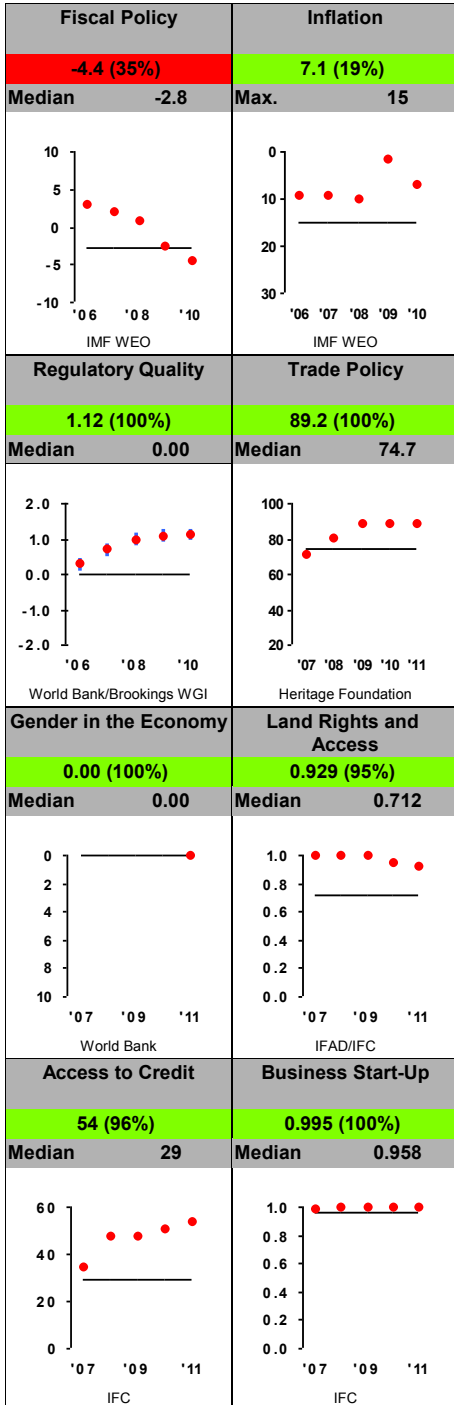 Fiscal Policy
-4.4 (35%)
Median -2.8
10
5
0
-5
-10
'06 '08 '10
IMF WEO
Inflation
7.1 (19%)
Max. 15
0
10
20
30
'06 '07 '08 '09 '10
IMF WEO
Regulatory Quality
1.12 (100%)
Median 0.00
2.0
1.0
0.0
-1.0
-2.0
'06 '08 '10
World Bank/Brookings WGI
Trade Policy
89.2 (100%)
Median 74.7
100
80
60
40
20
'07 '08 '09 '10 '11
Heritage Foundation
Gender in the Economy
0.00 (100%)
Median 0.00
0
2
4
6
8
10
'07 '09 '11
World Bank
Land Rights and
Access
0.929 (95%)
Median 0.712
1.0
0.8
0.6
0.4
0.2
0.0
'07 '09 '11
IFAD/IFC
Access to Credit
54 (96%)
Median 29
60
40
20
0
'07 '09 '11
IFC
Business Start-Up
0.995 (100%)
Median 0.958
1.0
0.8
0.6
0.4
0.2
0.0
'07 '09 '11
IFC